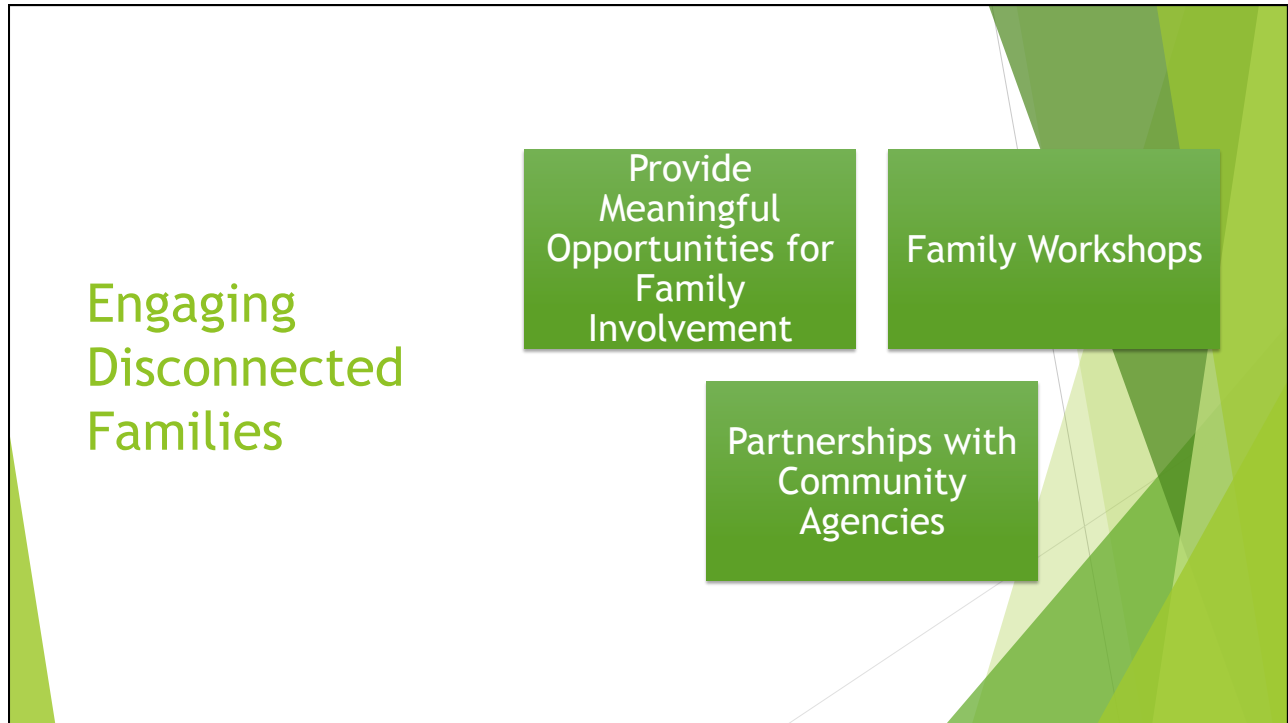 Engaging
Disconnected
Families
Provide
Meaningful
Opportunities for
Family
Involvement
Family Workshops
Partnerships with
Community
Agencies